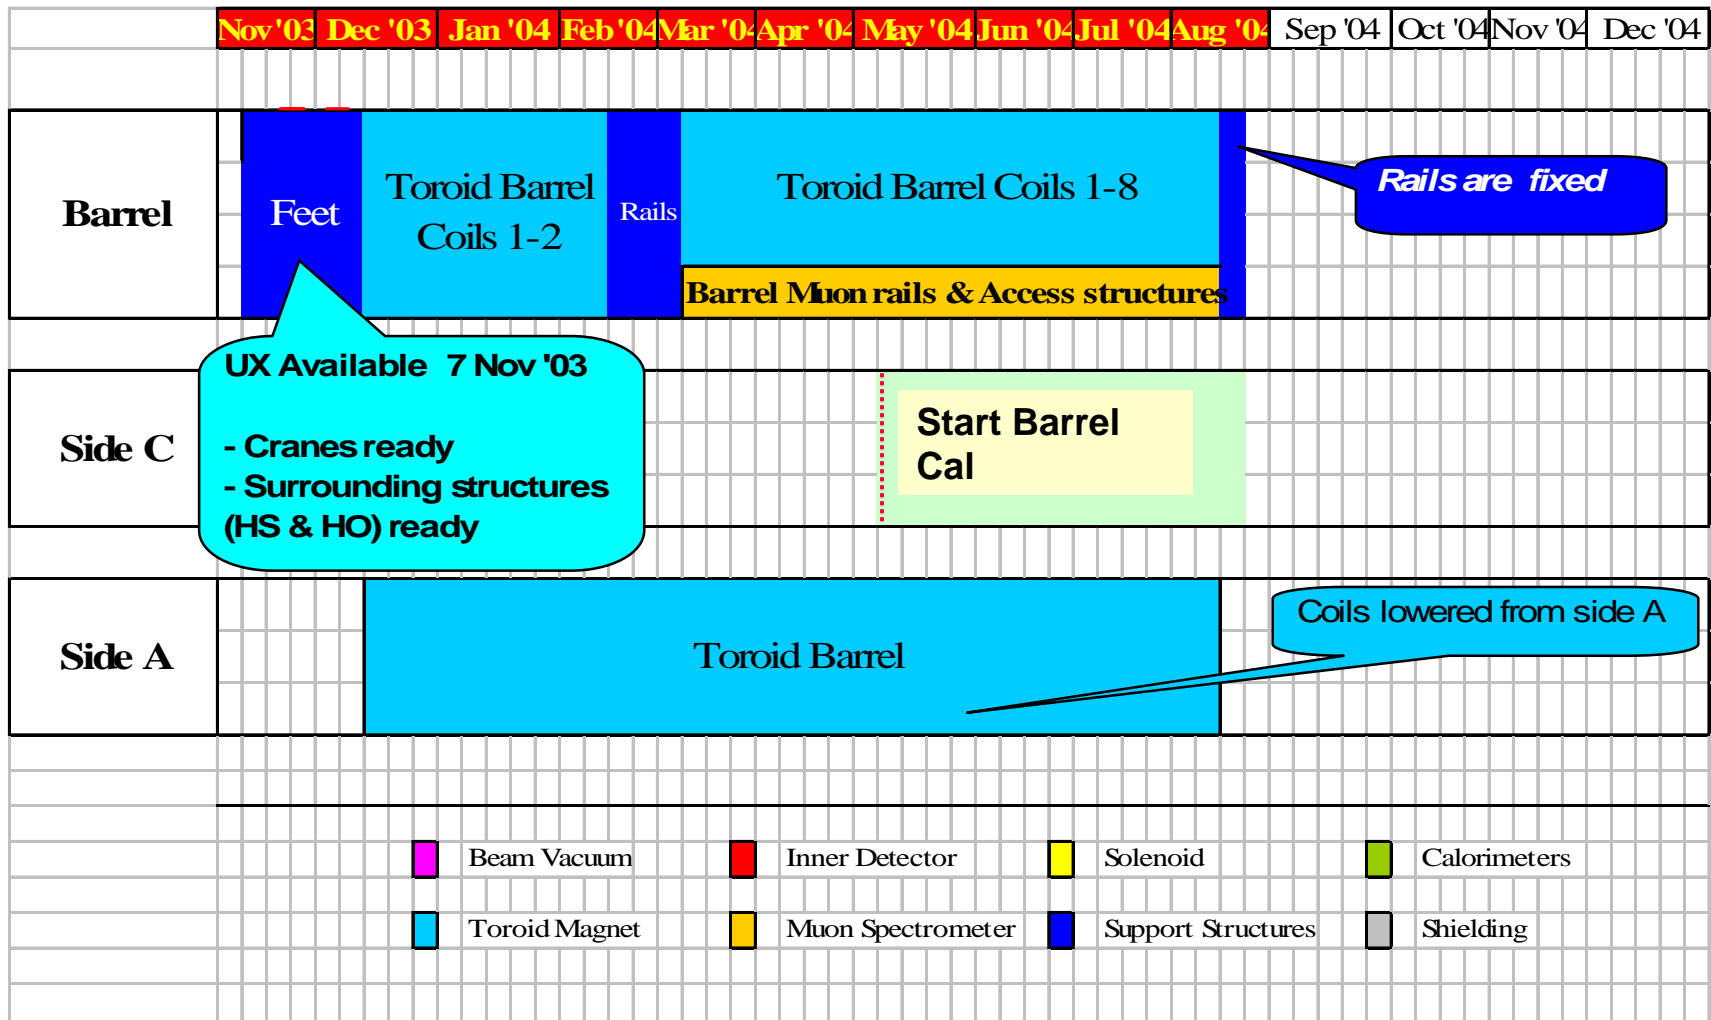 Nov '03 Dec '03 Jan '04 Feb '04 Mar '04 Apr '04 May '04 Jun '04 Jul '04 Aug '04 Sep '04 Oct '04 Nov '04 Dec '04
Barrel
Feet
Toroid Barrel
Coils 1-2
Rails
Toroid Barrel Coils 1-8
Rails are fixed
Barrel Muon rails & Access structures
UX Available 7 Nov '03
- Cranes ready
- Surrounding structures
(HS & HO) ready
Side C
Start Barrel
Cal
Side A
Toroid Barrel
Coils lowered from side A
Beam Vacuum Inner Detector Solenoid Calorimeters
Toroid Magnet Muon Spectrometer Support Structures Shielding